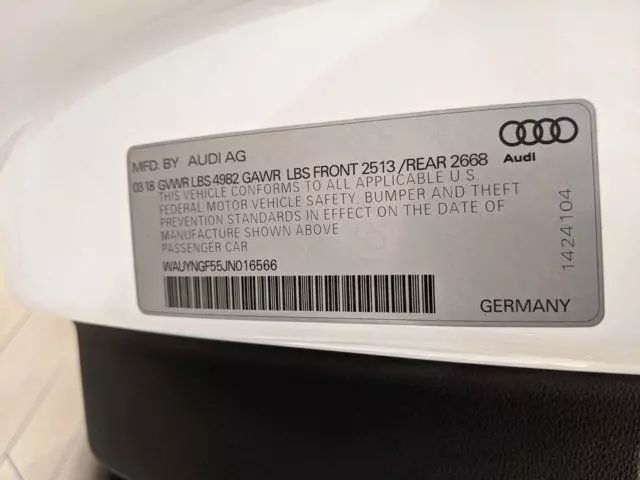 MFD. BY AUDI AG
03 18 GVWR LBS 4982 GAWR LBS FRONT 2513 /REAR 2668
THIS VEHICLE CONFORMS TO ALL APPLICABLE U.S.
FEDERAL MOTOR VEHICLE SAFETY, BUMPER AND THEFT
PREVENTION STANDARDS IN EFFECT ON THE DATE OF
MANUFACTURE SHOWN ABOVE
PASSENGER CAR
WAUYNGF55JN016566
Audi
1424104
GERMANY